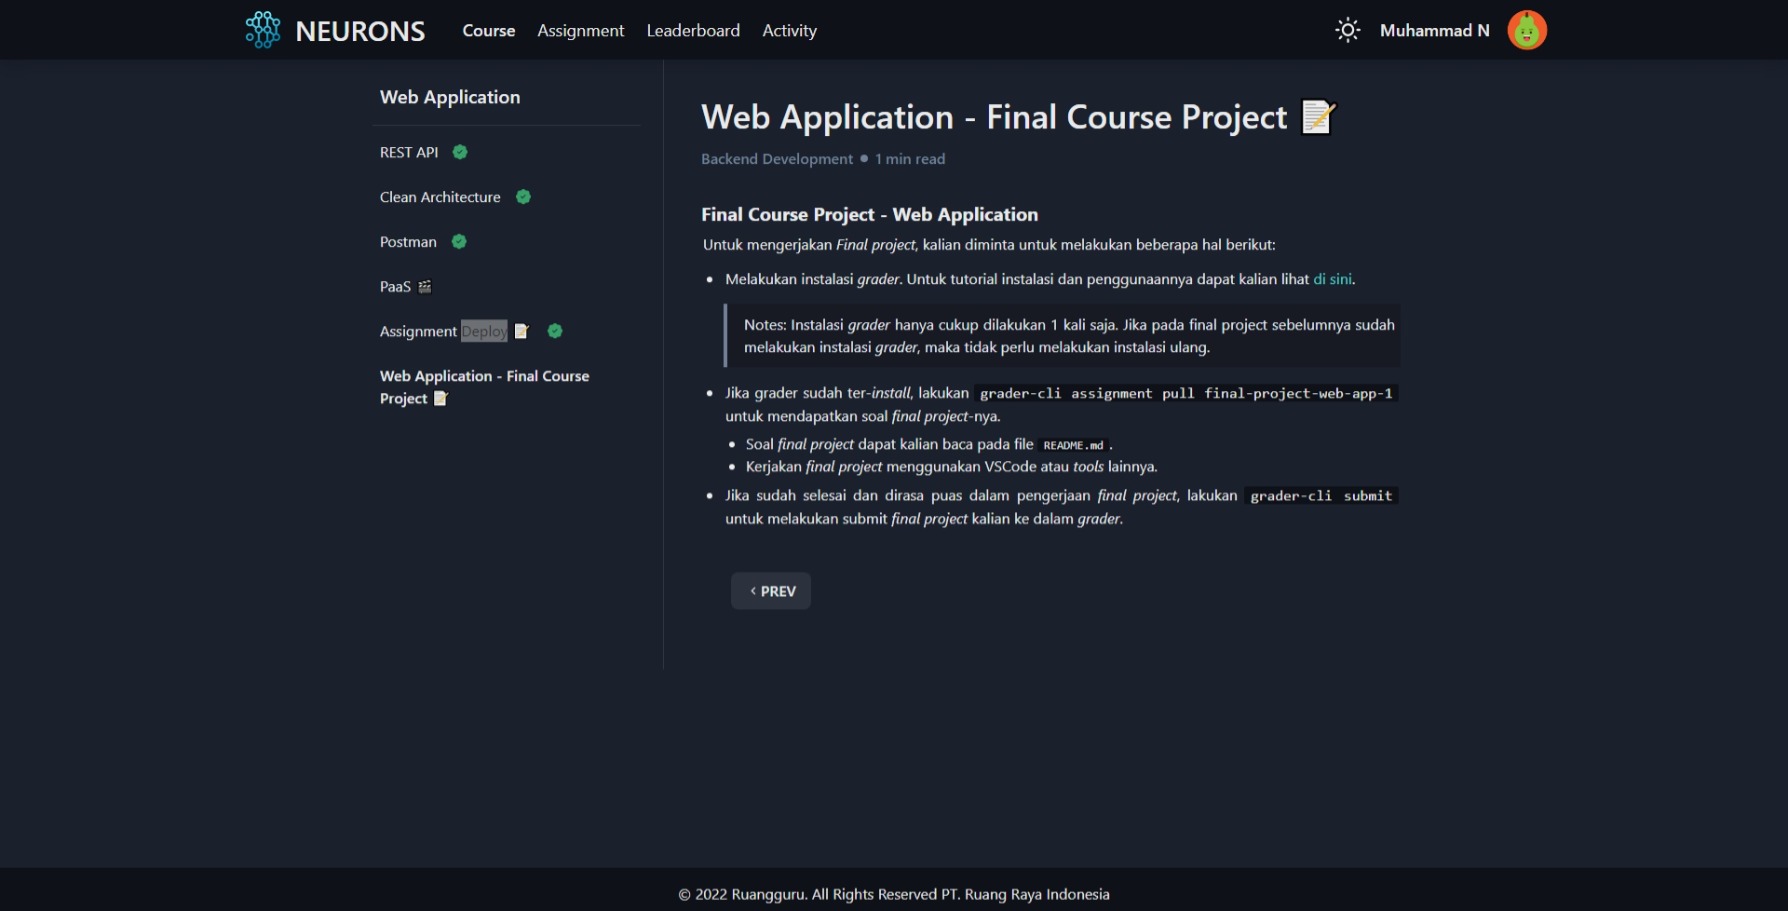 NEURONS
Course Assignment Leaderboard Activity
Muhammad N
Web Application
REST API
Clean Architecture
Postman
PaaS
Assignment Deploy
Web Application - Final Course
Project
Web Application - Final Course Project
Backend Development ● 1 min read
Final Course Project - Web Application
Untuk mengerjakan Final project, kalian diminta untuk melakukan beberapa hal berikut:
• Melakukan instalasi grader. Untuk tutorial instalasi dan penggunaannya dapat kalian lihat di sini.
Notes: Instalasi grader hanya cukup dilakukan 1 kali saja. Jika pada final project sebelumnya sudah
melakukan instalasi grader, maka tidak perlu melakukan instalasi ulang.
• Jika grader sudah ter-install, lakukan grader-cli assignment pull final-project-web-app-1
untuk mendapatkan soal final project-nya.
• Soal final project dapat kalian baca pada file README.md .
• Kerjakan final project menggunakan VSCode atau tools lainnya.
• Jika sudah selesai dan dirasa puas dalam pengerjaan final project, lakukan grader-cli submit
untuk melakukan submit final project kalian ke dalam grader.
‹ PREV
© 2022 Ruangguru. All Rights Reserved PT. Ruang Raya Indonesia